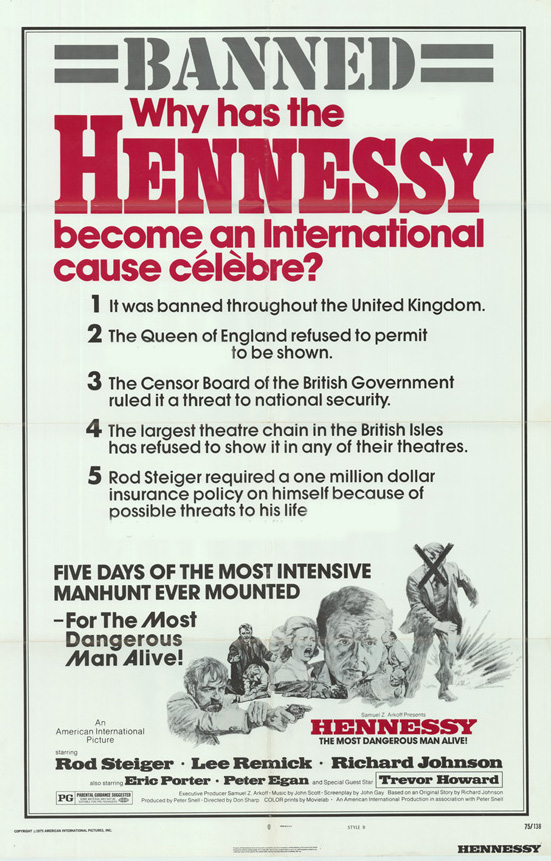 BANNED
Why has the
HENNESSY
become an International
cause célèbre?
1 It was banned throughout the United Kingdom.
2 The Queen of England refused to permit
to be shown.
3 The Censor Board of the British Government
ruled it a threat to national security.
4 The largest theatre chain in the British Isles
has refused to show it in any of their theatres.
5 Rod Steiger required a one million dollar
insurance policy on himself because of
possible threats to his life
FIVE DAYS OF THE MOST INTENSIVE
MANHUNT EVER MOUNTED
–For The Most
Dangerous
Man Alive!
An
American International
Picture
Samuel Z. Arkoff Presents
HENNESSY
THE MOST DANGEROUS MAN ALIVE!
starring
Rod Steiger · Lee Remick · Richard Johnson
also starring Eric Porter · Peter Egan and Special Guest Star Trevor Howard
PG PARENTAL GUIDANCE SUGGESTED
Executive Producer Samuel Z. Arkoff · Music by John Scott · Screenplay by John Gay Based on an Original Story by Richard Johnson
Produced by Peter Snell · Directed by Don Sharp COLOR prints by Movielab · An American International Production in association with Peter Snell
COPYRIGHT ©1975 AMERICAN INTERNATIONAL PICTURES, INC.
STYLE B
75/138
HENNESSY